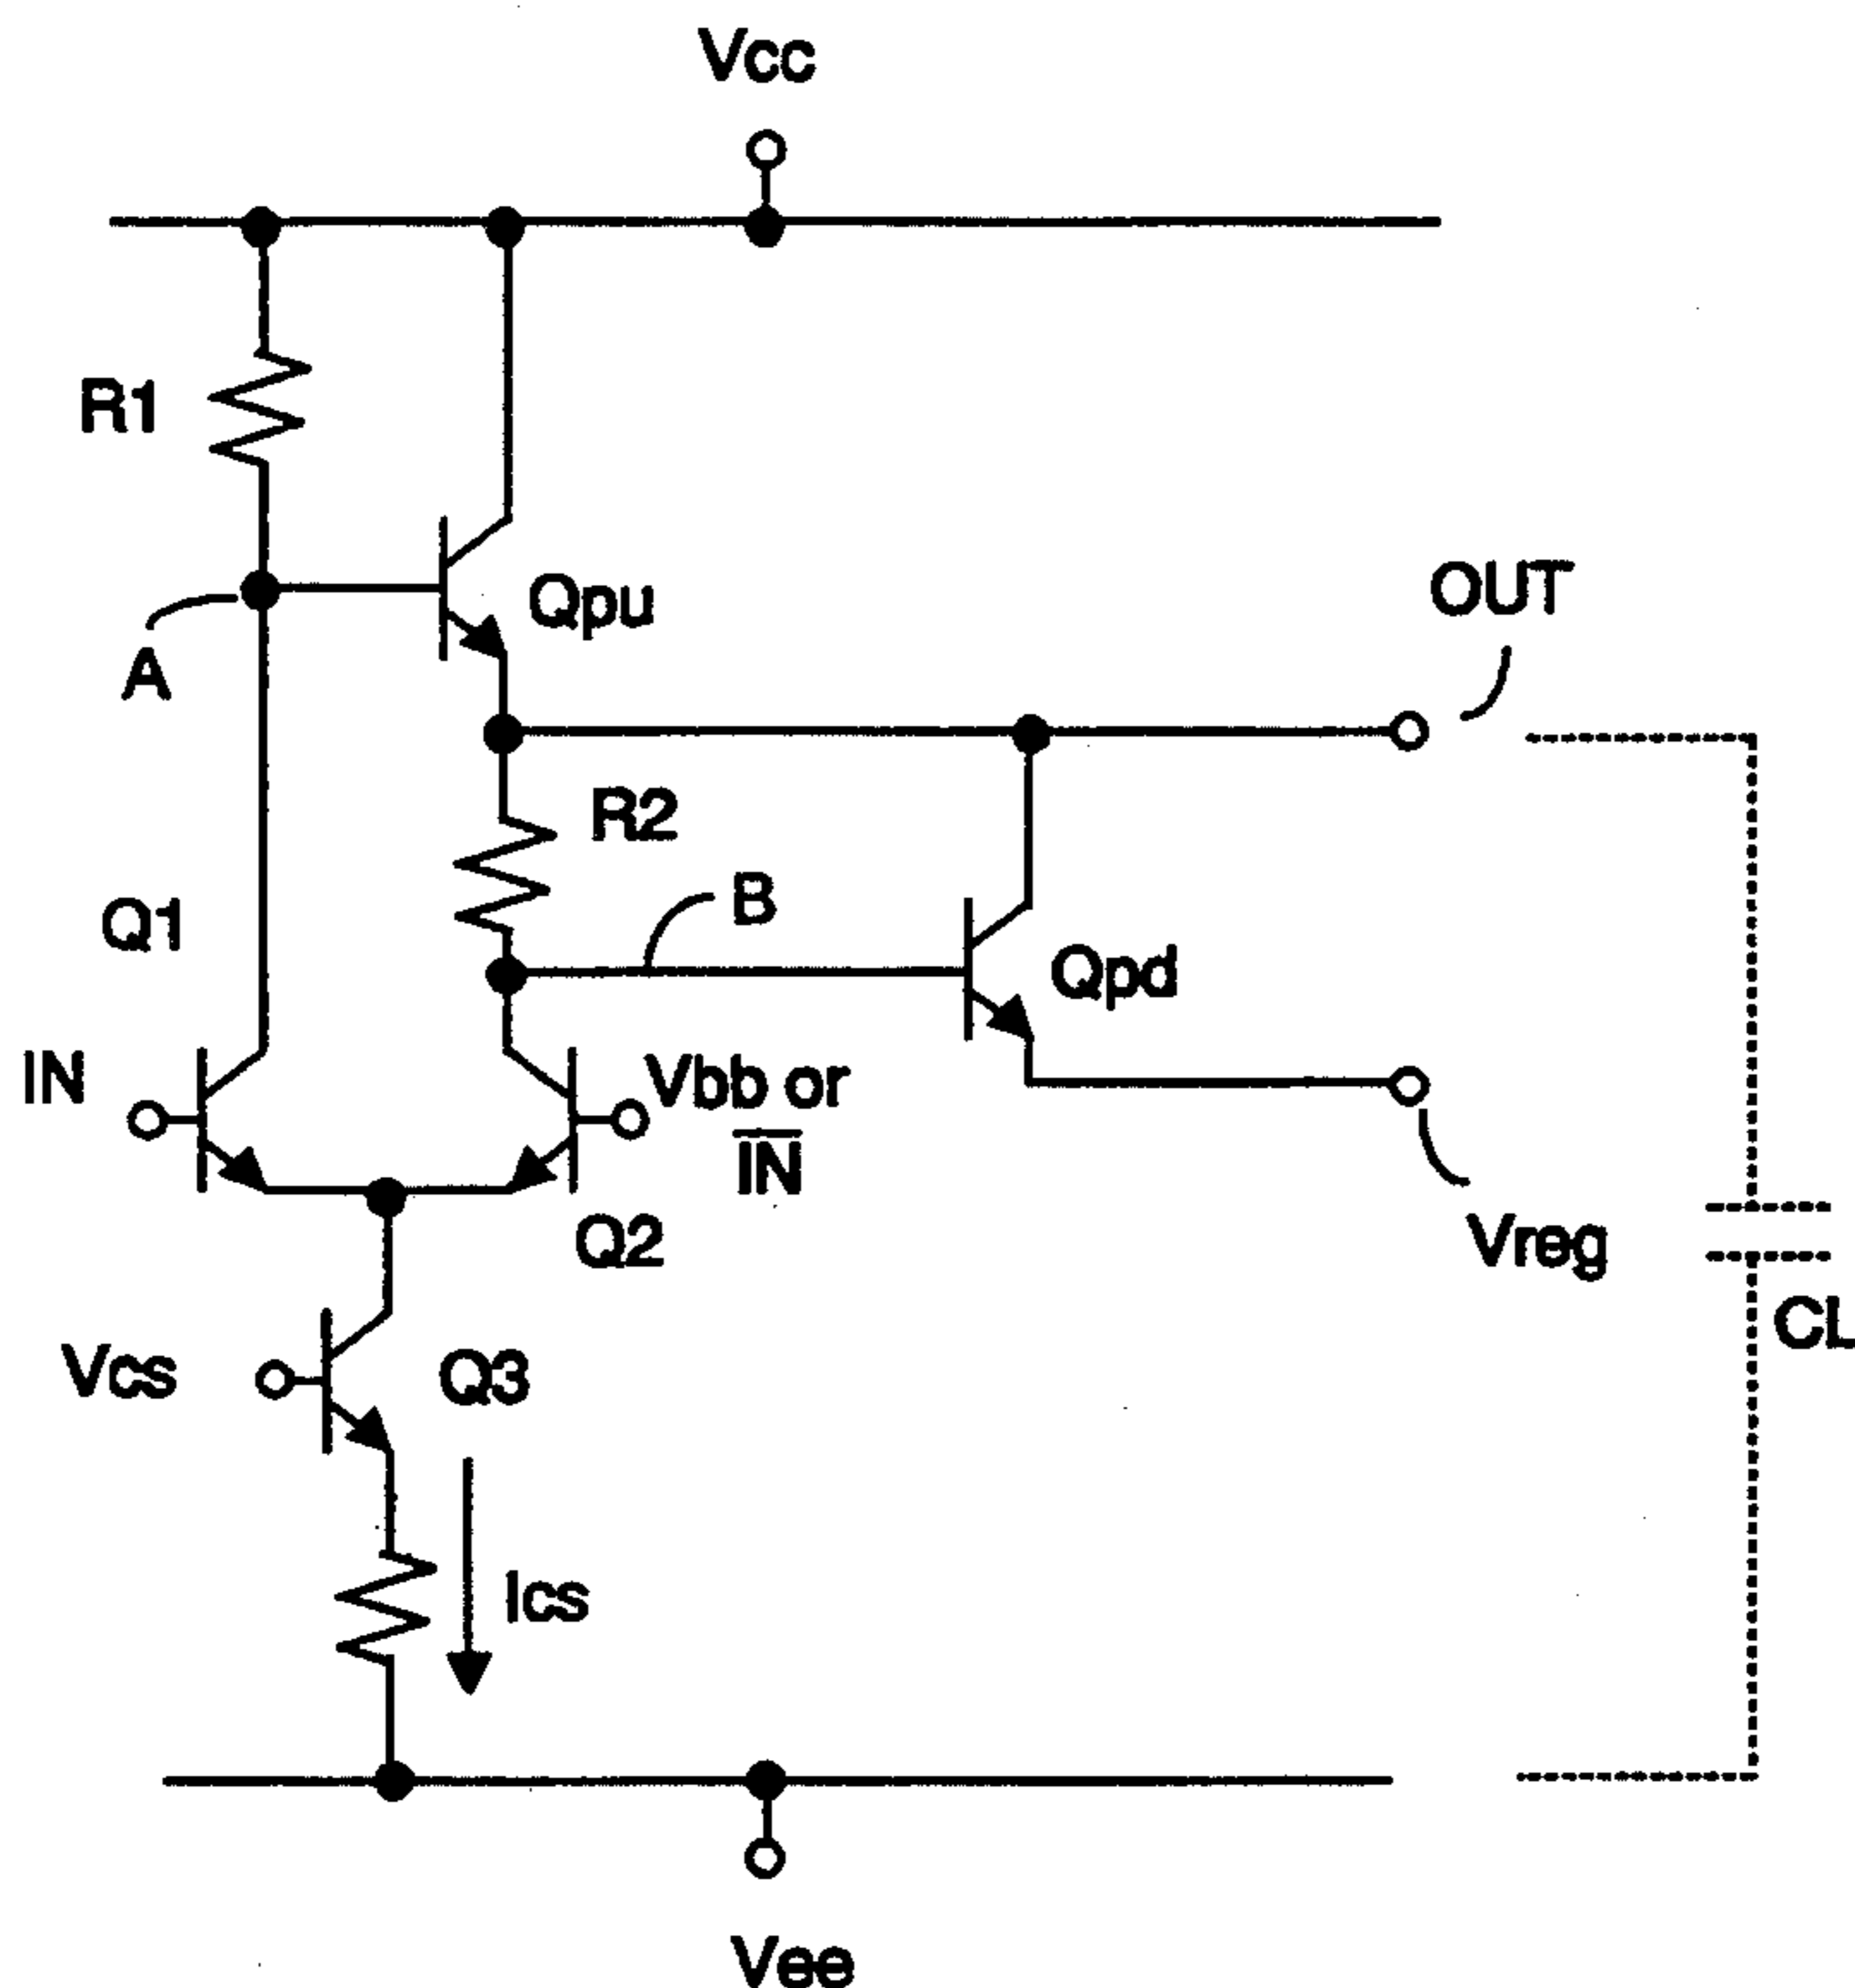 Vcc
R1
Qpu
OUT
A
R2
B
Q1
Qpd
IN
Vbb or
IN
Q2
Vreg
CL
Vcs
Q3
Ics
Vee